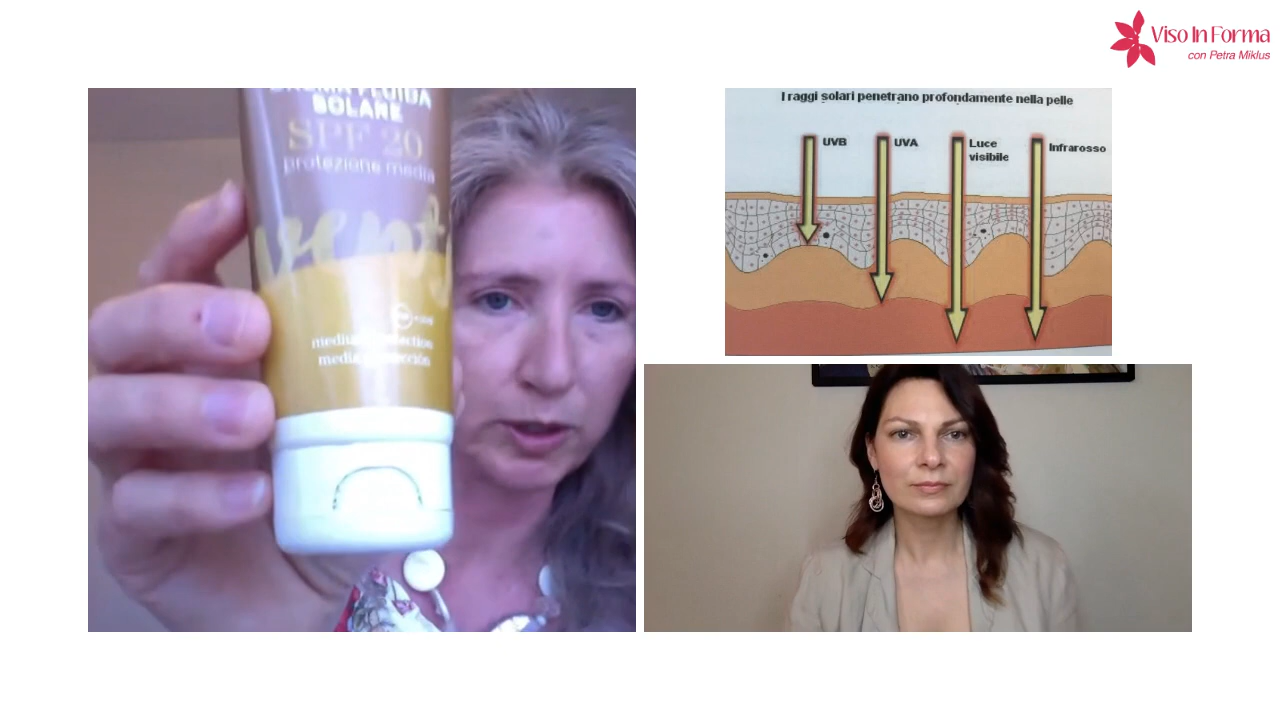 Viso In Forma
con Petra Miklus
FLUIDA
SOLARE
SPF 20
protezione media
I raggi solari penetrano profondamente nella pelle
UVB
UVA
Luce
visibile
Infrarosso